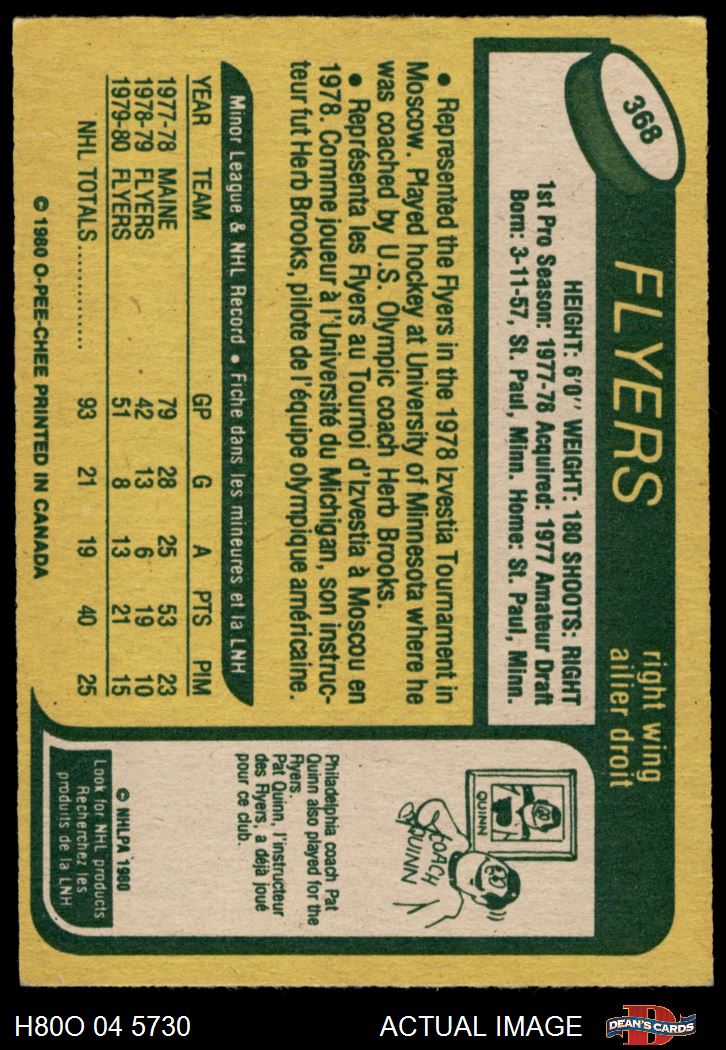 368
FLYERS
right wing
ailier droit
HEIGHT: 6'0'' WEIGHT: 180 SHOOTS: RIGHT
1st Pro Season: 1977-78 Acquired: 1977 Amateur Draft
Born: 3-11-57, St. Paul, Minn. Home: St. Paul, Minn.
• Represented the Flyers in the 1978 Izvestia Tournament in
Moscow. Played hockey at University of Minnesota where he
was coached by U.S. Olympic coach Herb Brooks.
• Représenta les Flyers au Tournoi d'Izvestia à Moscou en
1978. Comme joueur à l'Université du Michigan, son instruc-
teur fut Herb Brooks, pilote de l'équipe olympique américaine.
Minor League & NHL Record • Fiche dans les mineures et la LNH
YEAR TEAM GP G A PTS PIM
1977-78 MAINE 79 28 25 53 23
1978-79 FLYERS 42 13 6 19 10
1979-80 FLYERS 51 8 13 21 15
NHL TOTALS ............... 93 21 19 40 25
© 1980 O-PEE-CHEE PRINTED IN CANADA
QUINN
COACH
QUINN
Philadelphia coach Pat
Quinn also played for the
Flyers.
Pat Quinn, l'instructeur
des Flyers, a déjà joué
pour ce club.
© NHLPA 1980
Look for NHL products
Recherchez les
produits de la LNH
H80O 04 5730
ACTUAL IMAGE
D
DEAN'S CARDS